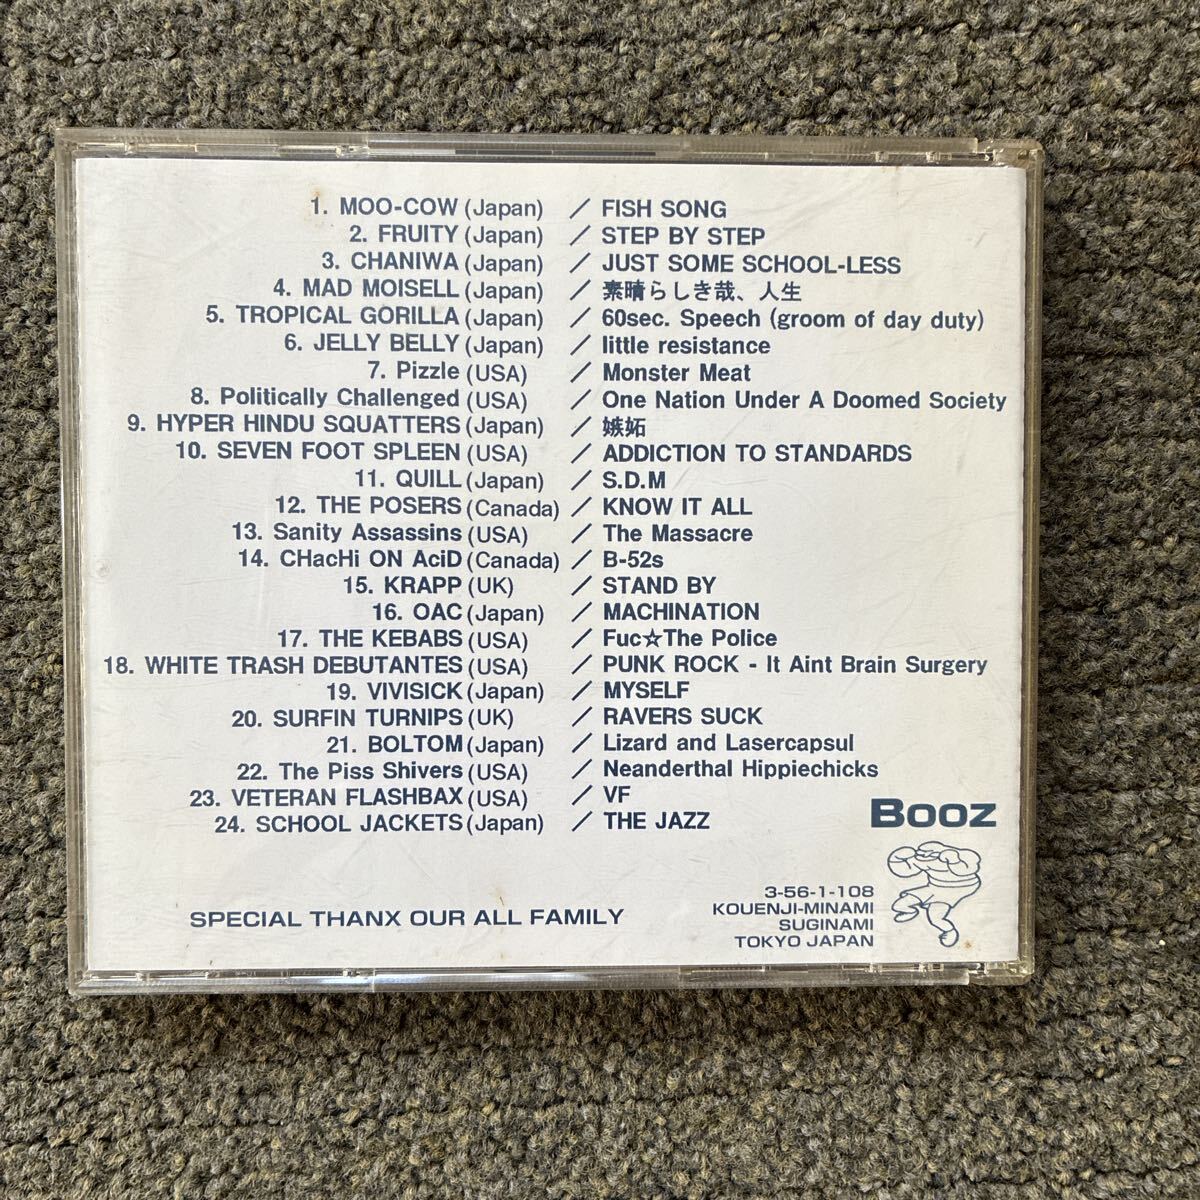 1. MOO-COW (Japan) / FISH SONG
2. FRUITY (Japan) / STEP BY STEP
3. CHANIWA (Japan) / JUST SOME SCHOOL-LESS
4. MAD MOISELL (Japan) / 素晴らしき哉、人生
5. TROPICAL GORILLA (Japan) / 60sec. Speech (groom of day duty)
6. JELLY BELLY (Japan) / little resistance
7. Pizzle (USA) / Monster Meat
8. Politically Challenged (USA) / One Nation Under A Doomed Society
9. HYPER HINDU SQUATTERS (Japan) / 嫉妬
10. SEVEN FOOT SPLEEN (USA) / ADDICTION TO STANDARDS
11. QUILL (Japan) / S.D.M
12. THE POSERS (Canada) / KNOW IT ALL
13. Sanity Assassins (USA) / The Massacre
14. CHacHi ON AciD (Canada) / B-52s
15. KRAPP (UK) / STAND BY
16. OAC (Japan) / MACHINATION
17. THE KEBABS (USA) / Fuc☆The Police
18. WHITE TRASH DEBUTANTES (USA) / PUNK ROCK - It Aint Brain Surgery
19. VIVISICK (Japan) / MYSELF
20. SURFIN TURNIPS (UK) / RAVERS SUCK
21. BOLTOM (Japan) / Lizard and Lasercapsul
22. The Piss Shivers (USA) / Neanderthal Hippiechicks
23. VETERAN FLASHBAX (USA) / VF
24. SCHOOL JACKETS (Japan) / THE JAZZ
BOOZ
SPECIAL THANX OUR ALL FAMILY
3-56-1-108
KOUENJI-MINAMI
SUGINAMI
TOKYO JAPAN